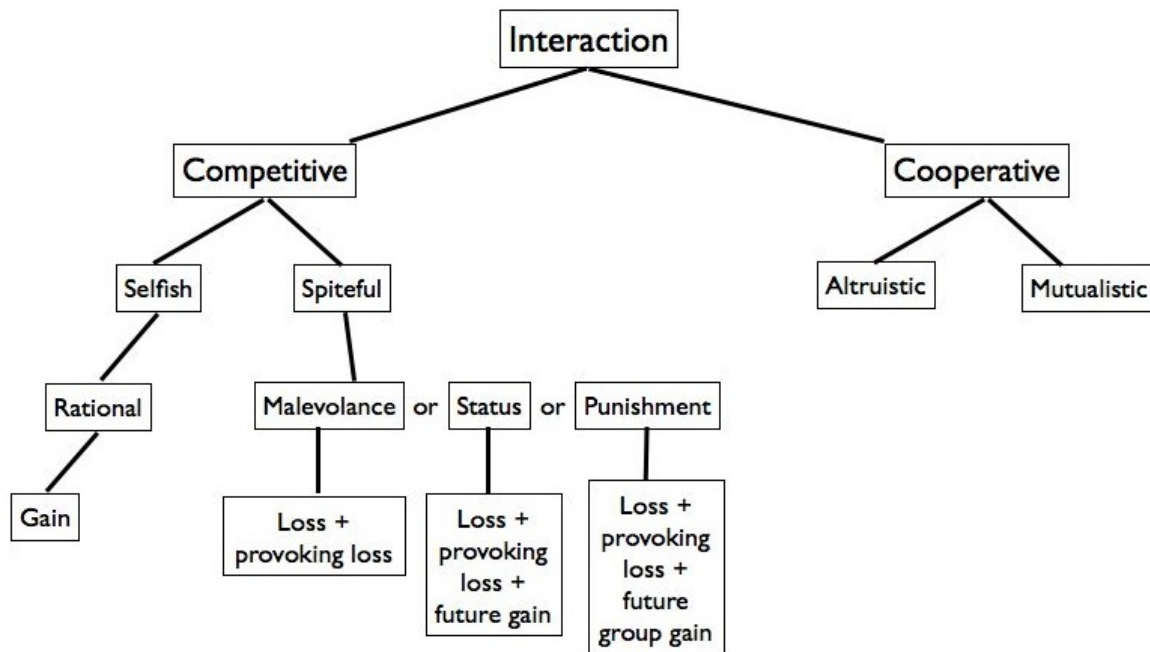 Interaction
Competitive
Cooperative
Selfish
Spiteful
Altruistic
Mutualistic
Rational
Malevolance or Status or Punishment
Gain
Loss +
provoking loss
Loss +
provoking
loss +
future gain
Loss +
provoking
loss +
future
group gain